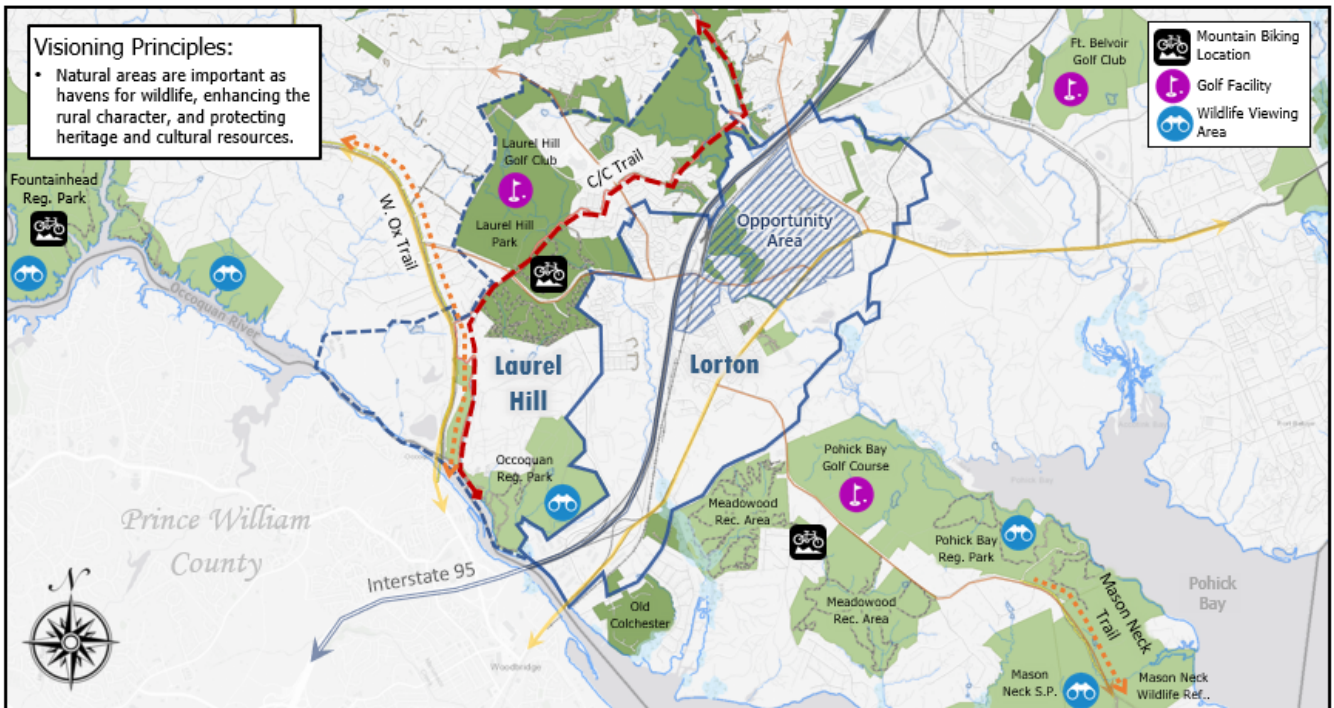 Visioning Principles:
• Natural areas are important as
havens for wildlife, enhancing the
rural character, and protecting
heritage and cultural resources.
Mountain Biking
Location
Golf Facility
Wildlife Viewing
Area
Ft. Belvoir
Golf Club
Fountainhead
Reg. Park
W. Ox Trail
Laurel Hill
Golf Club
C/C Trail
Laurel Hill
Park
Opportunity
Area
Occoquan River
Laurel
Hill
Lorton
Occoquan
Reg. Park
Pohick Bay
Golf Course
Meadowood
Rec. Area
Pohick Bay
Pohick Bay
Reg. Park
Prince William
County
Interstate 95
Mason Neck
Trail
Pohick
Bay
Meadowood
Rec. Area
Old
Colchester
N
Woodbridge
Mason
Neck S.P.
Mason Neck
Wildlife Ref..